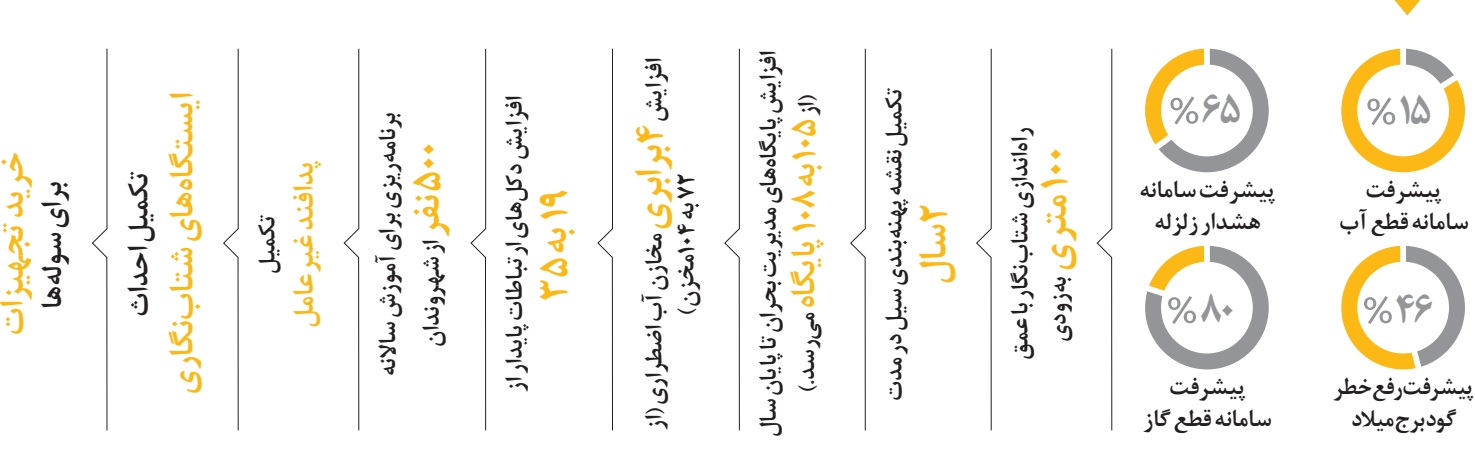 %۱۵
پیشرفت
سامانه قطع آب
%۶۵
پیشرفت سامانه
هشدار زلزله
%۴۶
پیشرفت رفع خطر
گودبرج میلاد
%۸۰
پیشرفت
سامانه قطع گاز
راه‌اندازی شتاب‌نگار با عمق
۱۰۰ متری به‌زودی
تکمیل نقشه پهنه‌بندی سیل در مدت
۲ سال
افزایش پایگاه‌های مدیریت بحران تا پایان سال
(از ۱۰۵ به ۱۰۸ پایگاه می‌رسد.)
افزایش ۴ برابری مخازن آب اضطراری (از
۷۲ به ۱۰۴ مخزن)
افزایش دکل‌های ارتباطات پایدار از
۱۹ به ۳۵
برنامه‌ریزی برای آموزش سالانه
۵۰۰ نفر از شهروندان
تکمیل
پدافند غیرعامل
تکمیل احداث
ایستگاه‌های شتاب‌نگاری
خرید تجهیزات
برای سوله‌ها